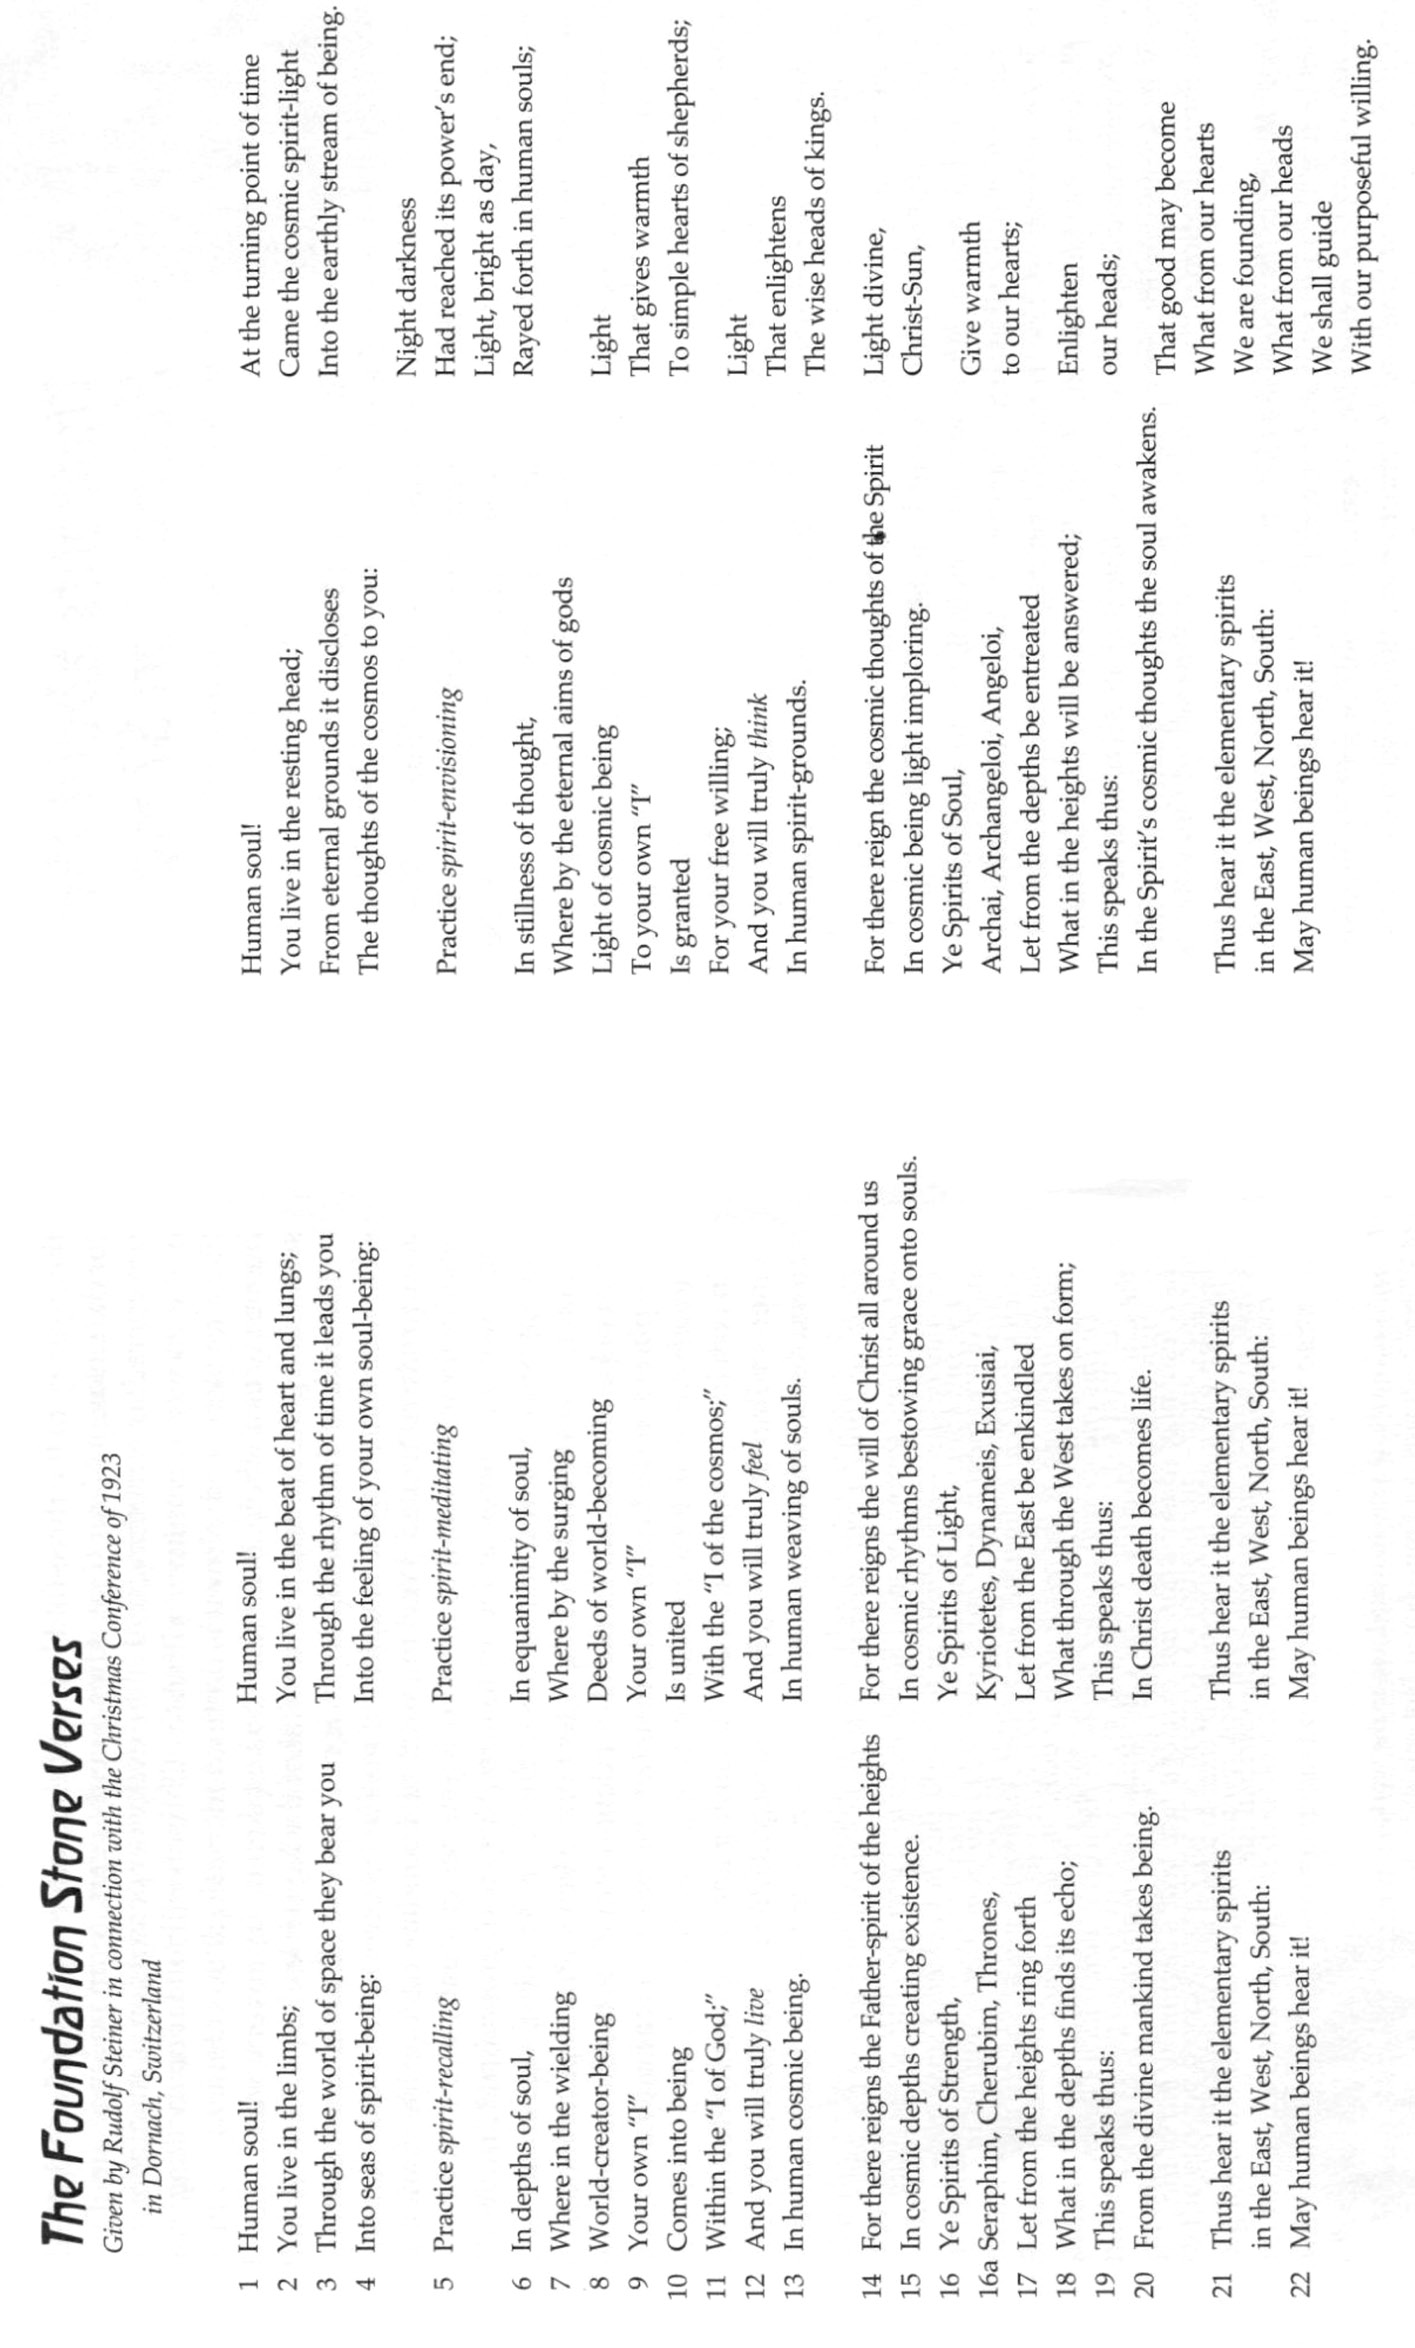 The Foundation Stone Verses
Given by Rudolf Steiner in connection with the Christmas Conference of 1923
in Dornach, Switzerland
1 Human soul!
2 You live in the limbs;
3 Through the world of space they bear you
4 Into seas of spirit-being:
5 Practice spirit-recalling
6 In depths of soul,
7 Where in the wielding
8 World-creator-being
9 Your own "I"
10 Comes into being
11 Within the "I of God;"
12 And you will truly live
13 In human cosmic being.
14 For there reigns the Father-spirit of the heights
15 In cosmic depths creating existence.
16 Ye Spirits of Strength,
16a Seraphim, Cherubim, Thrones,
17 Let from the heights ring forth
18 What in the depths finds its echo;
19 This speaks thus:
20 From the divine mankind takes being.
21 Thus hear it the elementary spirits
in the East, West, North, South:
22 May human beings hear it!
Human soul!
You live in the beat of heart and lungs;
Through the rhythm of time it leads you
Into the feeling of your own soul-being:
Practice spirit-meditating
In equanimity of soul,
Where by the surging
Deeds of world-becoming
Your own "I"
Is united
With the "I of the cosmos;"
And you will truly feel
In human weaving of souls.
For there reigns the will of Christ all around us
In cosmic rhythms bestowing grace onto souls.
Ye Spirits of Light,
Kyriotetes, Dynameis, Exusiai,
Let from the East be enkindled
What through the West takes on form;
This speaks thus:
In Christ death becomes life.
Thus hear it the elementary spirits
in the East, West, North, South:
May human beings hear it!
Human soul!
You live in the resting head;
From eternal grounds it discloses
The thoughts of the cosmos to you:
Practice spirit-envisioning
In stillness of thought,
Where by the eternal aims of gods
Light of cosmic being
To your own "I"
Is granted
For your free willing;
And you will truly think
In human spirit-grounds.
For there reign the cosmic thoughts of the Spirit
In cosmic being light imploring.
Ye Spirits of Soul,
Archai, Archangeloi, Angeloi,
Let from the depths be entreated
What in the heights will be answered;
This speaks thus:
In the Spirit's cosmic thoughts the soul awakens.
Thus hear it the elementary spirits
in the East, West, North, South:
May human beings hear it!
At the turning point of time
Came the cosmic spirit-light
Into the earthly stream of being.
Night darkness
Had reached its power's end;
Light, bright as day,
Rayed forth in human souls;
Light
That gives warmth
To simple hearts of shepherds;
Light
That enlightens
The wise heads of kings.
Light divine,
Christ-Sun,
Give warmth
to our hearts;
Enlighten
our heads;
That good may become
What from our hearts
We are founding,
What from our heads
We shall guide
With our purposeful willing.